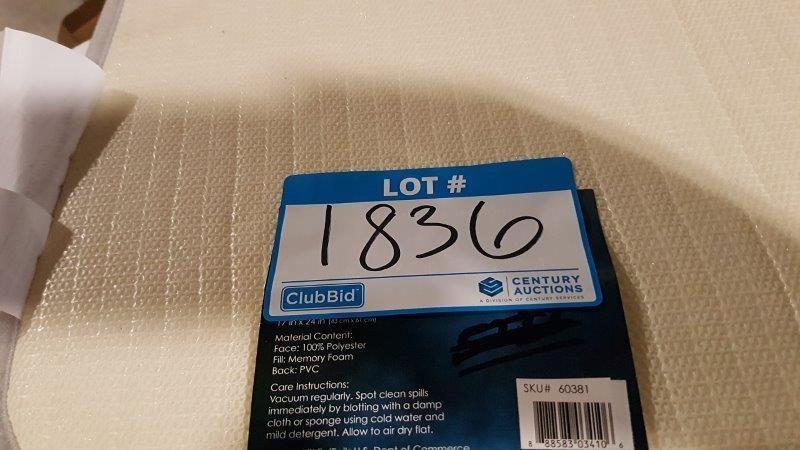 LOT #
1836
ClubBid
CENTURY
AUCTIONS
A DIVISION OF CENTURY SERVICES
17 in x 24 in (43 cm x 61 cm)
Material Content:
Face: 100% Polyester
Fill: Memory Foam
Back: PVC
Care Instructions:
Vacuum regularly. Spot clean spills
immediately by blotting with a damp
cloth or sponge using cold water and
mild detergent. Allow to air dry flat.
U.S. Dept of Commerce
SKU# 60381
8 88583 03410 6